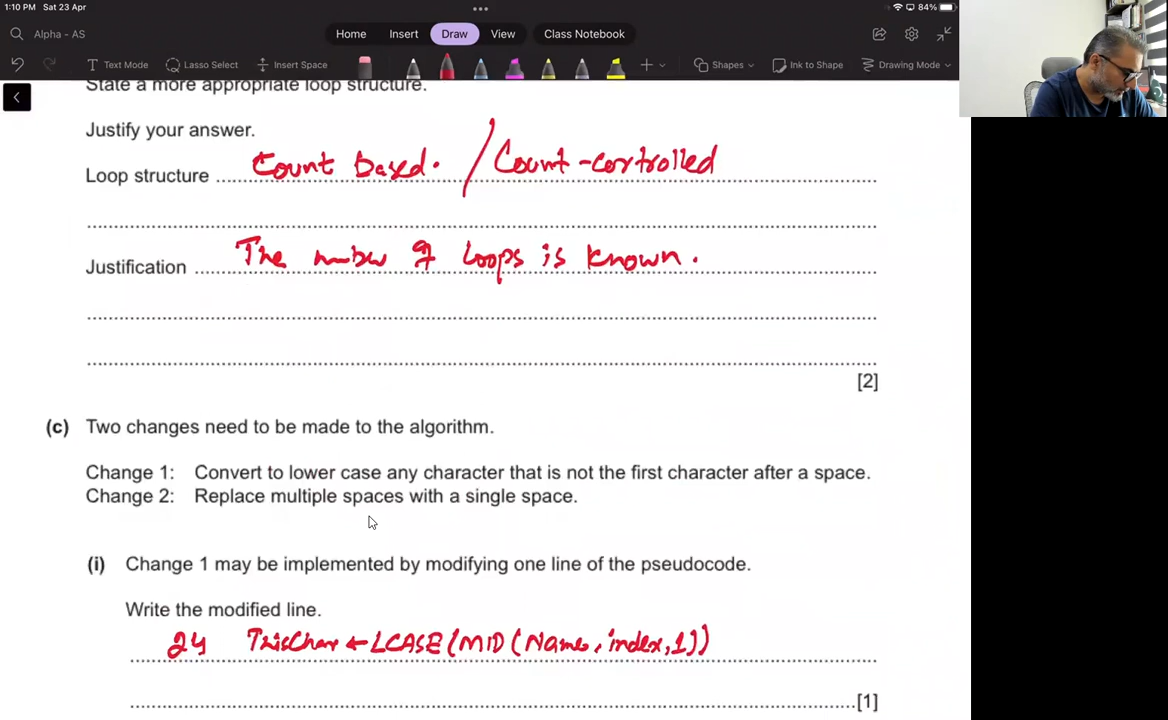 1:10 PM Sat 23 Apr
84%
Alpha - AS
Home Insert Draw View Class Notebook
Text Mode Lasso Select Insert Space Shapes Ink to Shape Drawing Mode
State a more appropriate loop structure.
Justify your answer.
Loop structure Count Based. / Count-controlled
Justification The number of loops is known.
[2]
(c) Two changes need to be made to the algorithm.
Change 1: Convert to lower case any character that is not the first character after a space.
Change 2: Replace multiple spaces with a single space.
(i) Change 1 may be implemented by modifying one line of the pseudocode.
Write the modified line.
24 ThisChar ← LCASE(MID(Name, index, 1))
[1]